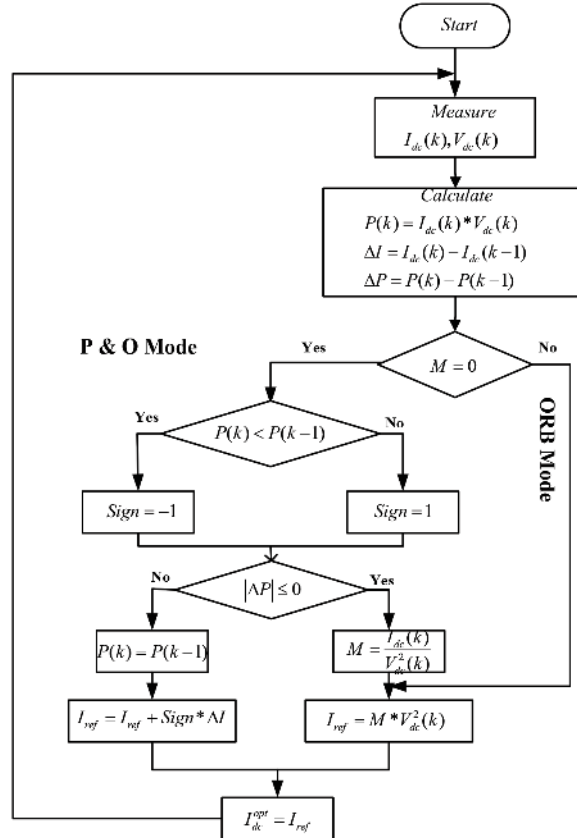 Start
Measure
I_dc(k), V_dc(k)
Calculate
P(k) = I_dc(k) * V_dc(k)
ΔI = I_dc(k) − I_dc(k−1)
ΔP = P(k) − P(k−1)
P & O Mode
Yes
M = 0
No
ORB Mode
Yes
P(k) < P(k−1)
No
Sign = −1
Sign = 1
No
|ΔP| ≤ 0
Yes
P(k) = P(k−1)
M = I_dc(k) / V_dc^2(k)
I_ref = I_ref + Sign * ΔI
I_ref = M * V_dc^2(k)
I_dc^opt = I_ref